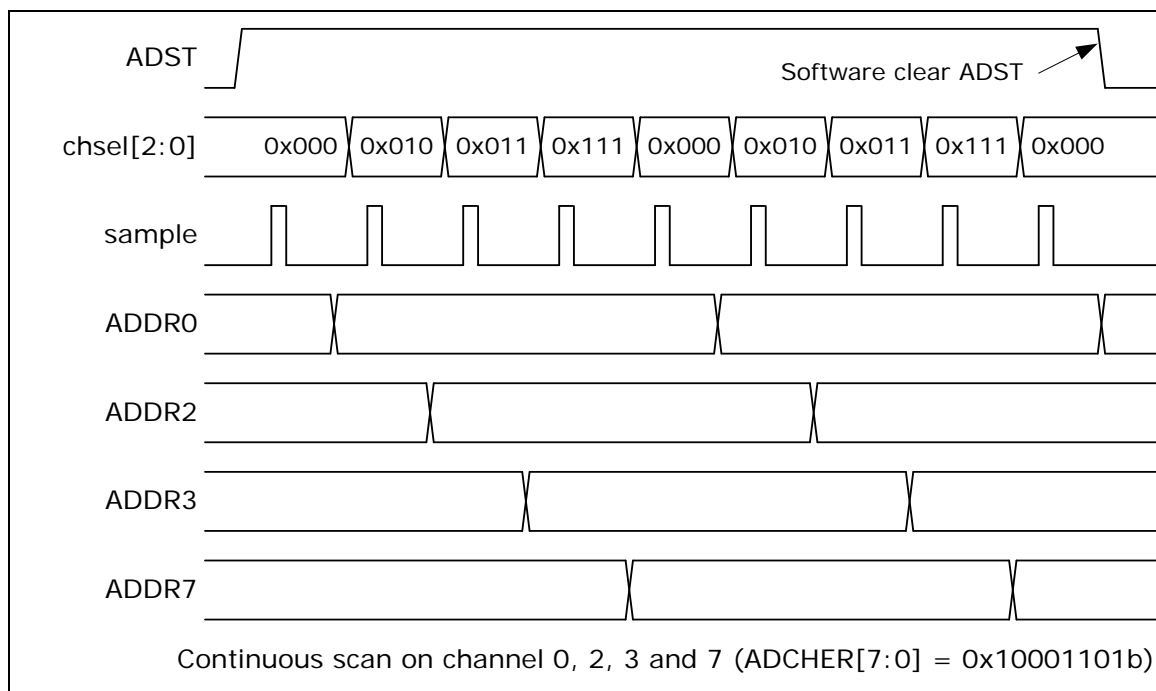 ADST
Software clear ADST
chsel[2:0] 0x000 0x010 0x011 0x111 0x000 0x010 0x011 0x111 0x000
sample
ADDR0
ADDR2
ADDR3
ADDR7
Continuous scan on channel 0, 2, 3 and 7 (ADCHER[7:0] = 0x10001101b)